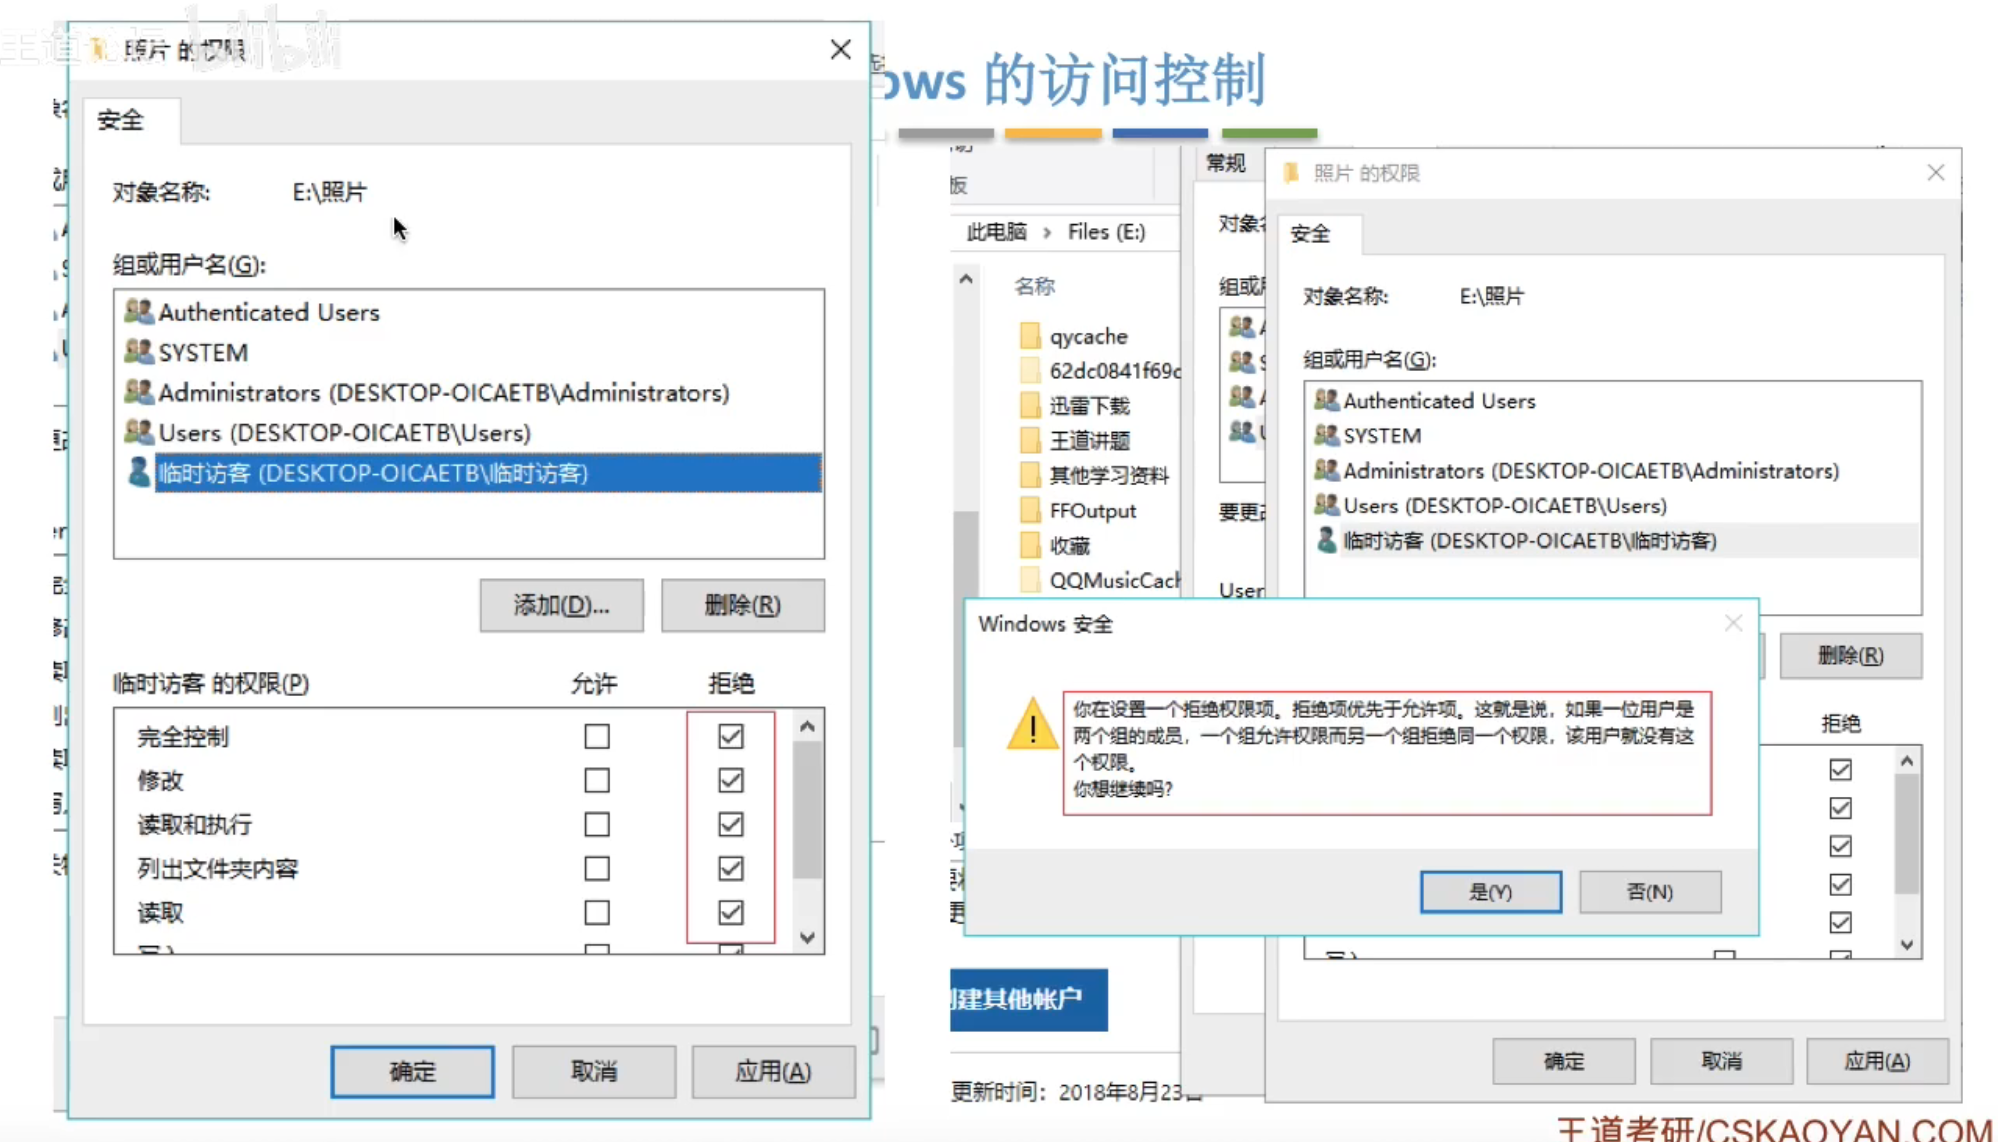 王道论坛 bilibili
照片 的权限
ows 的访问控制
安全
对象名称: E:\照片
组或用户名(G):
Authenticated Users
SYSTEM
Administrators (DESKTOP-OICAETB\Administrators)
Users (DESKTOP-OICAETB\Users)
临时访客 (DESKTOP-OICAETB\临时访客)
添加(D)...
删除(R)
临时访客 的权限(P) 允许 拒绝
完全控制
修改
读取和执行
列出文件夹内容
读取
确定
取消
应用(A)
板
此电脑 › Files (E:)
名称
qycache
62dc0841f69c
迅雷下载
王道讲题
其他学习资料
FFOutput
收藏
QQMusicCach
创建其他帐户
更新时间: 2018年8月23日
常规
对象名
组或用
要更改
User
照片 的权限
安全
对象名称: E:\照片
组或用户名(G):
Authenticated Users
SYSTEM
Administrators (DESKTOP-OICAETB\Administrators)
Users (DESKTOP-OICAETB\Users)
临时访客 (DESKTOP-OICAETB\临时访客)
删除(R)
拒绝
Windows 安全
你在设置一个拒绝权限项。拒绝项优先于允许项。这就是说，如果一位用户是
两个组的成员，一个组允许权限而另一个组拒绝同一个权限，该用户就没有这
个权限。
你想继续吗?
是(Y)
否(N)
确定
取消
应用(A)
王道考研/CSKAOYAN.COM